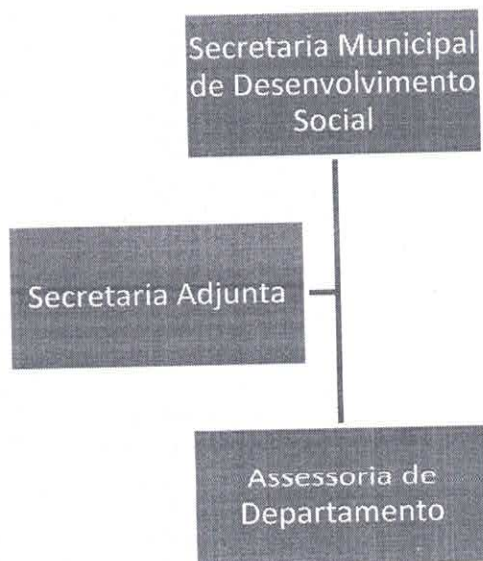 Secretaria Municipal
de Desenvolvimento
Social
Secretaria Adjunta
Assessoria de
Departamento